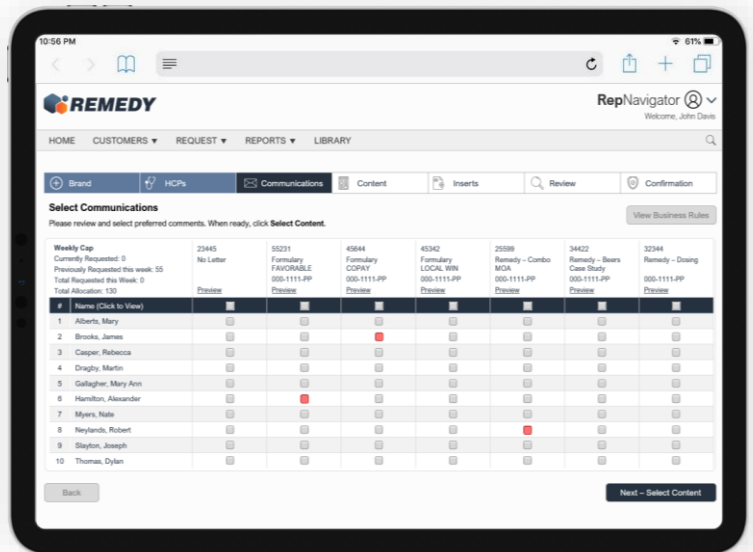 10:56 PM
61%
REMEDY
RepNavigator
Welcome, John Davis
HOME CUSTOMERS ▼ REQUEST ▼ REPORTS ▼ LIBRARY
Brand HCPs Communications Content Inserts Review Confirmation
Select Communications
Please review and select preferred comments. When ready, click Select Content.
View Business Rules
Weekly Cap
Currently Requested: 0
Previously Requested this week: 55
Total Requested this Week: 0
Total Allocation: 130
23445
No Letter
Preview
55231
Formulary
FAVORABLE
000-1111-PP
Preview
45644
Formulary
COPAY
000-1111-PP
Preview
45342
Formulary
LOCAL WIN
000-1111-PP
Preview
25599
Remedy – Combo
MOA
000-1111-PP
Preview
34422
Remedy – Beers
Case Study
000-1111-PP
Preview
32344
Remedy – Dosing
000-1111-PP
Preview
# Name (Click to View)
1 Alberts, Mary
2 Brooks, James
3 Casper, Rebecca
4 Dragby, Martin
5 Gallagher, Mary Ann
6 Hamilton, Alexander
7 Myers, Nate
8 Neylands, Robert
9 Slayton, Joseph
10 Thomas, Dylan
Back
Next – Select Content